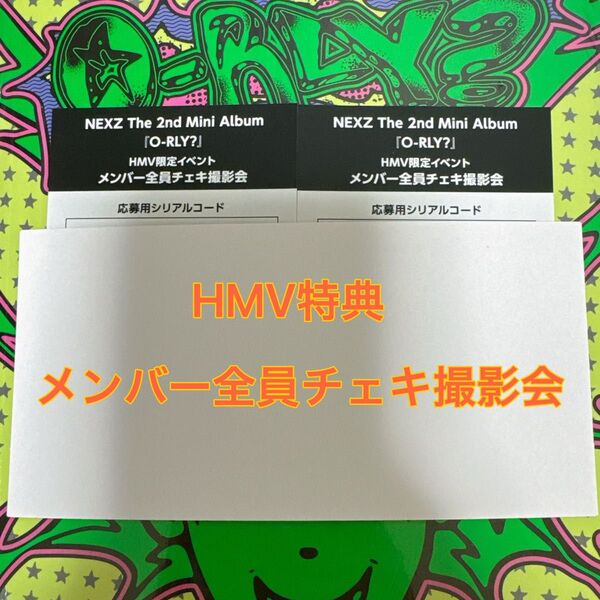 O-RLY?
NEXZ The 2nd Mini Album
『O-RLY?』
HMV限定イベント
メンバー全員チェキ撮影会
応募用シリアルコード
NEXZ The 2nd Mini Album
『O-RLY?』
HMV限定イベント
メンバー全員チェキ撮影会
応募用シリアルコード
HMV特典
メンバー全員チェキ撮影会